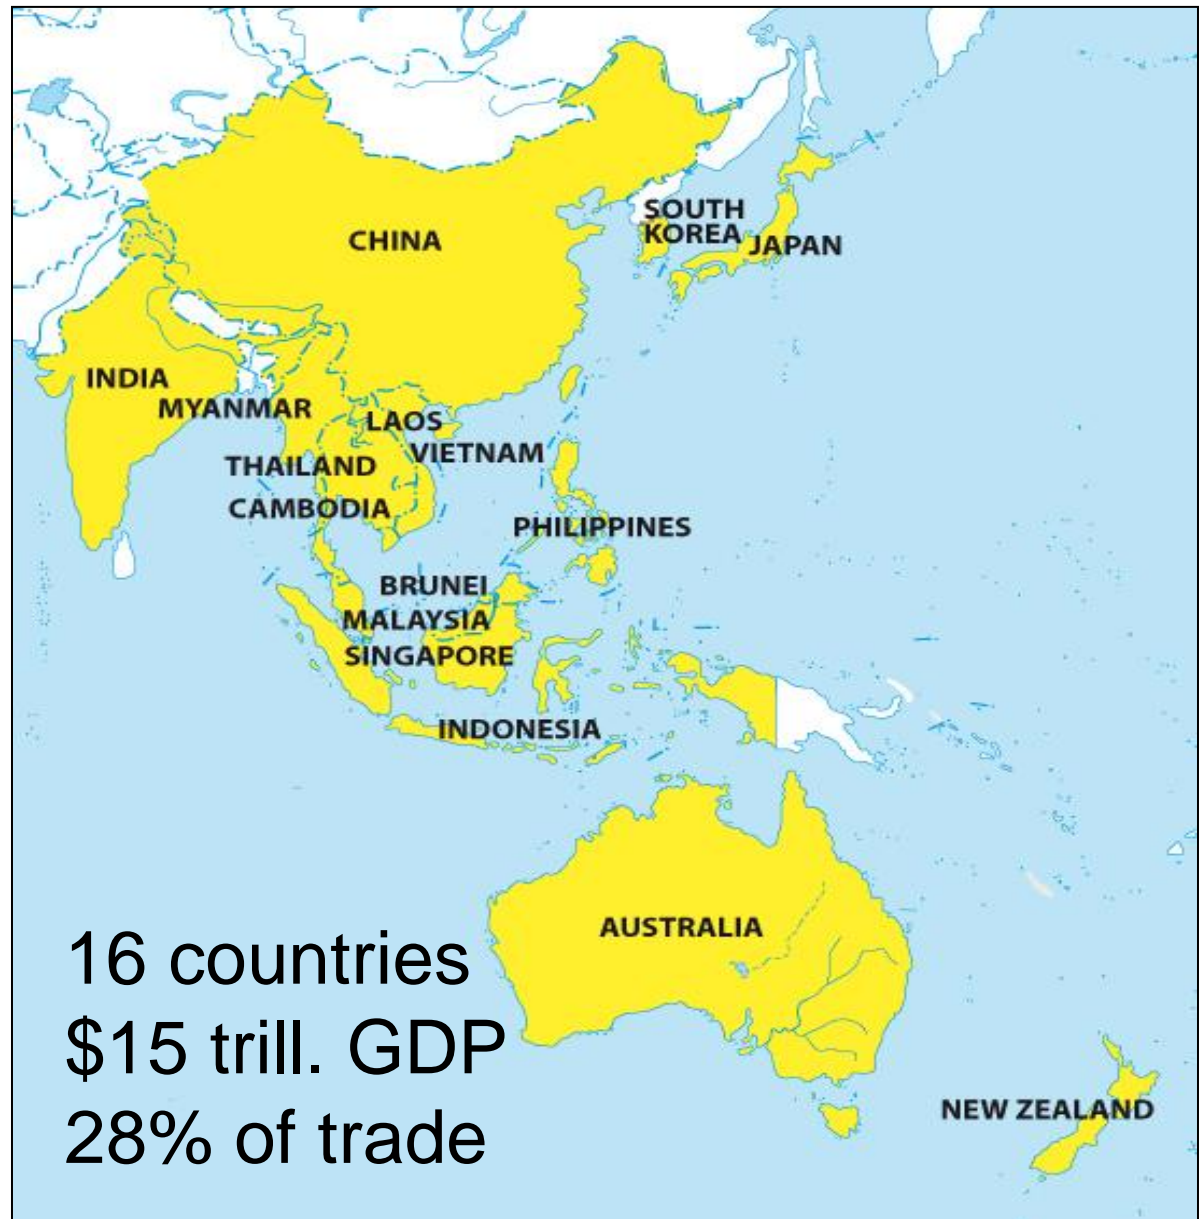 SOUTH
KOREA
JAPAN
CHINA
INDIA
MYANMAR
LAOS
VIETNAM
THAILAND
CAMBODIA
PHILIPPINES
BRUNEI
MALAYSIA
SINGAPORE
INDONESIA
AUSTRALIA
NEW ZEALAND
16 countries
$15 trill. GDP
28% of trade